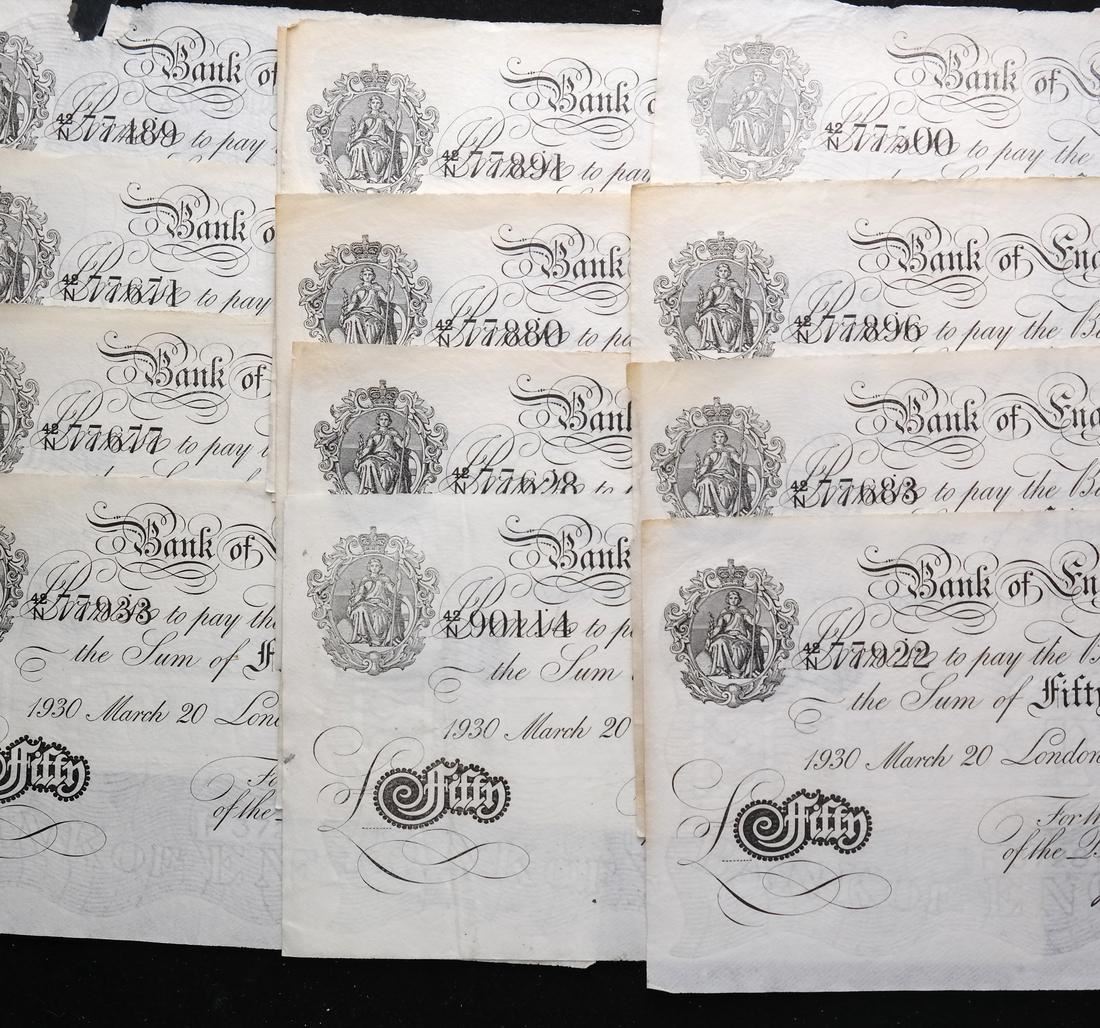 Bank of
42
N 77489 to pay
Bank
42
N 77671 to pay
Bank of
42
N 77677 to pay
Bank of
42
N 77933 to pay the
the Sum of F
1930 March 20 Lon
Fifty
of the
Bank
42
N 77891 to pay
Bank
42
N 77880 to
Bank
42
N 77628 to
Bank
42
N 90114 to
the Sum
1930 March 20
£ Fifty
Bank of
42
N 77500 to pay the
Bank of Eng
42
N 77896 to pay the
Bank of Eng
42
N 77683 to pay the
Bank of Eng
42
N 77922 to pay the
the Sum of Fifty
1930 March 20 London
£ Fifty
For
of the